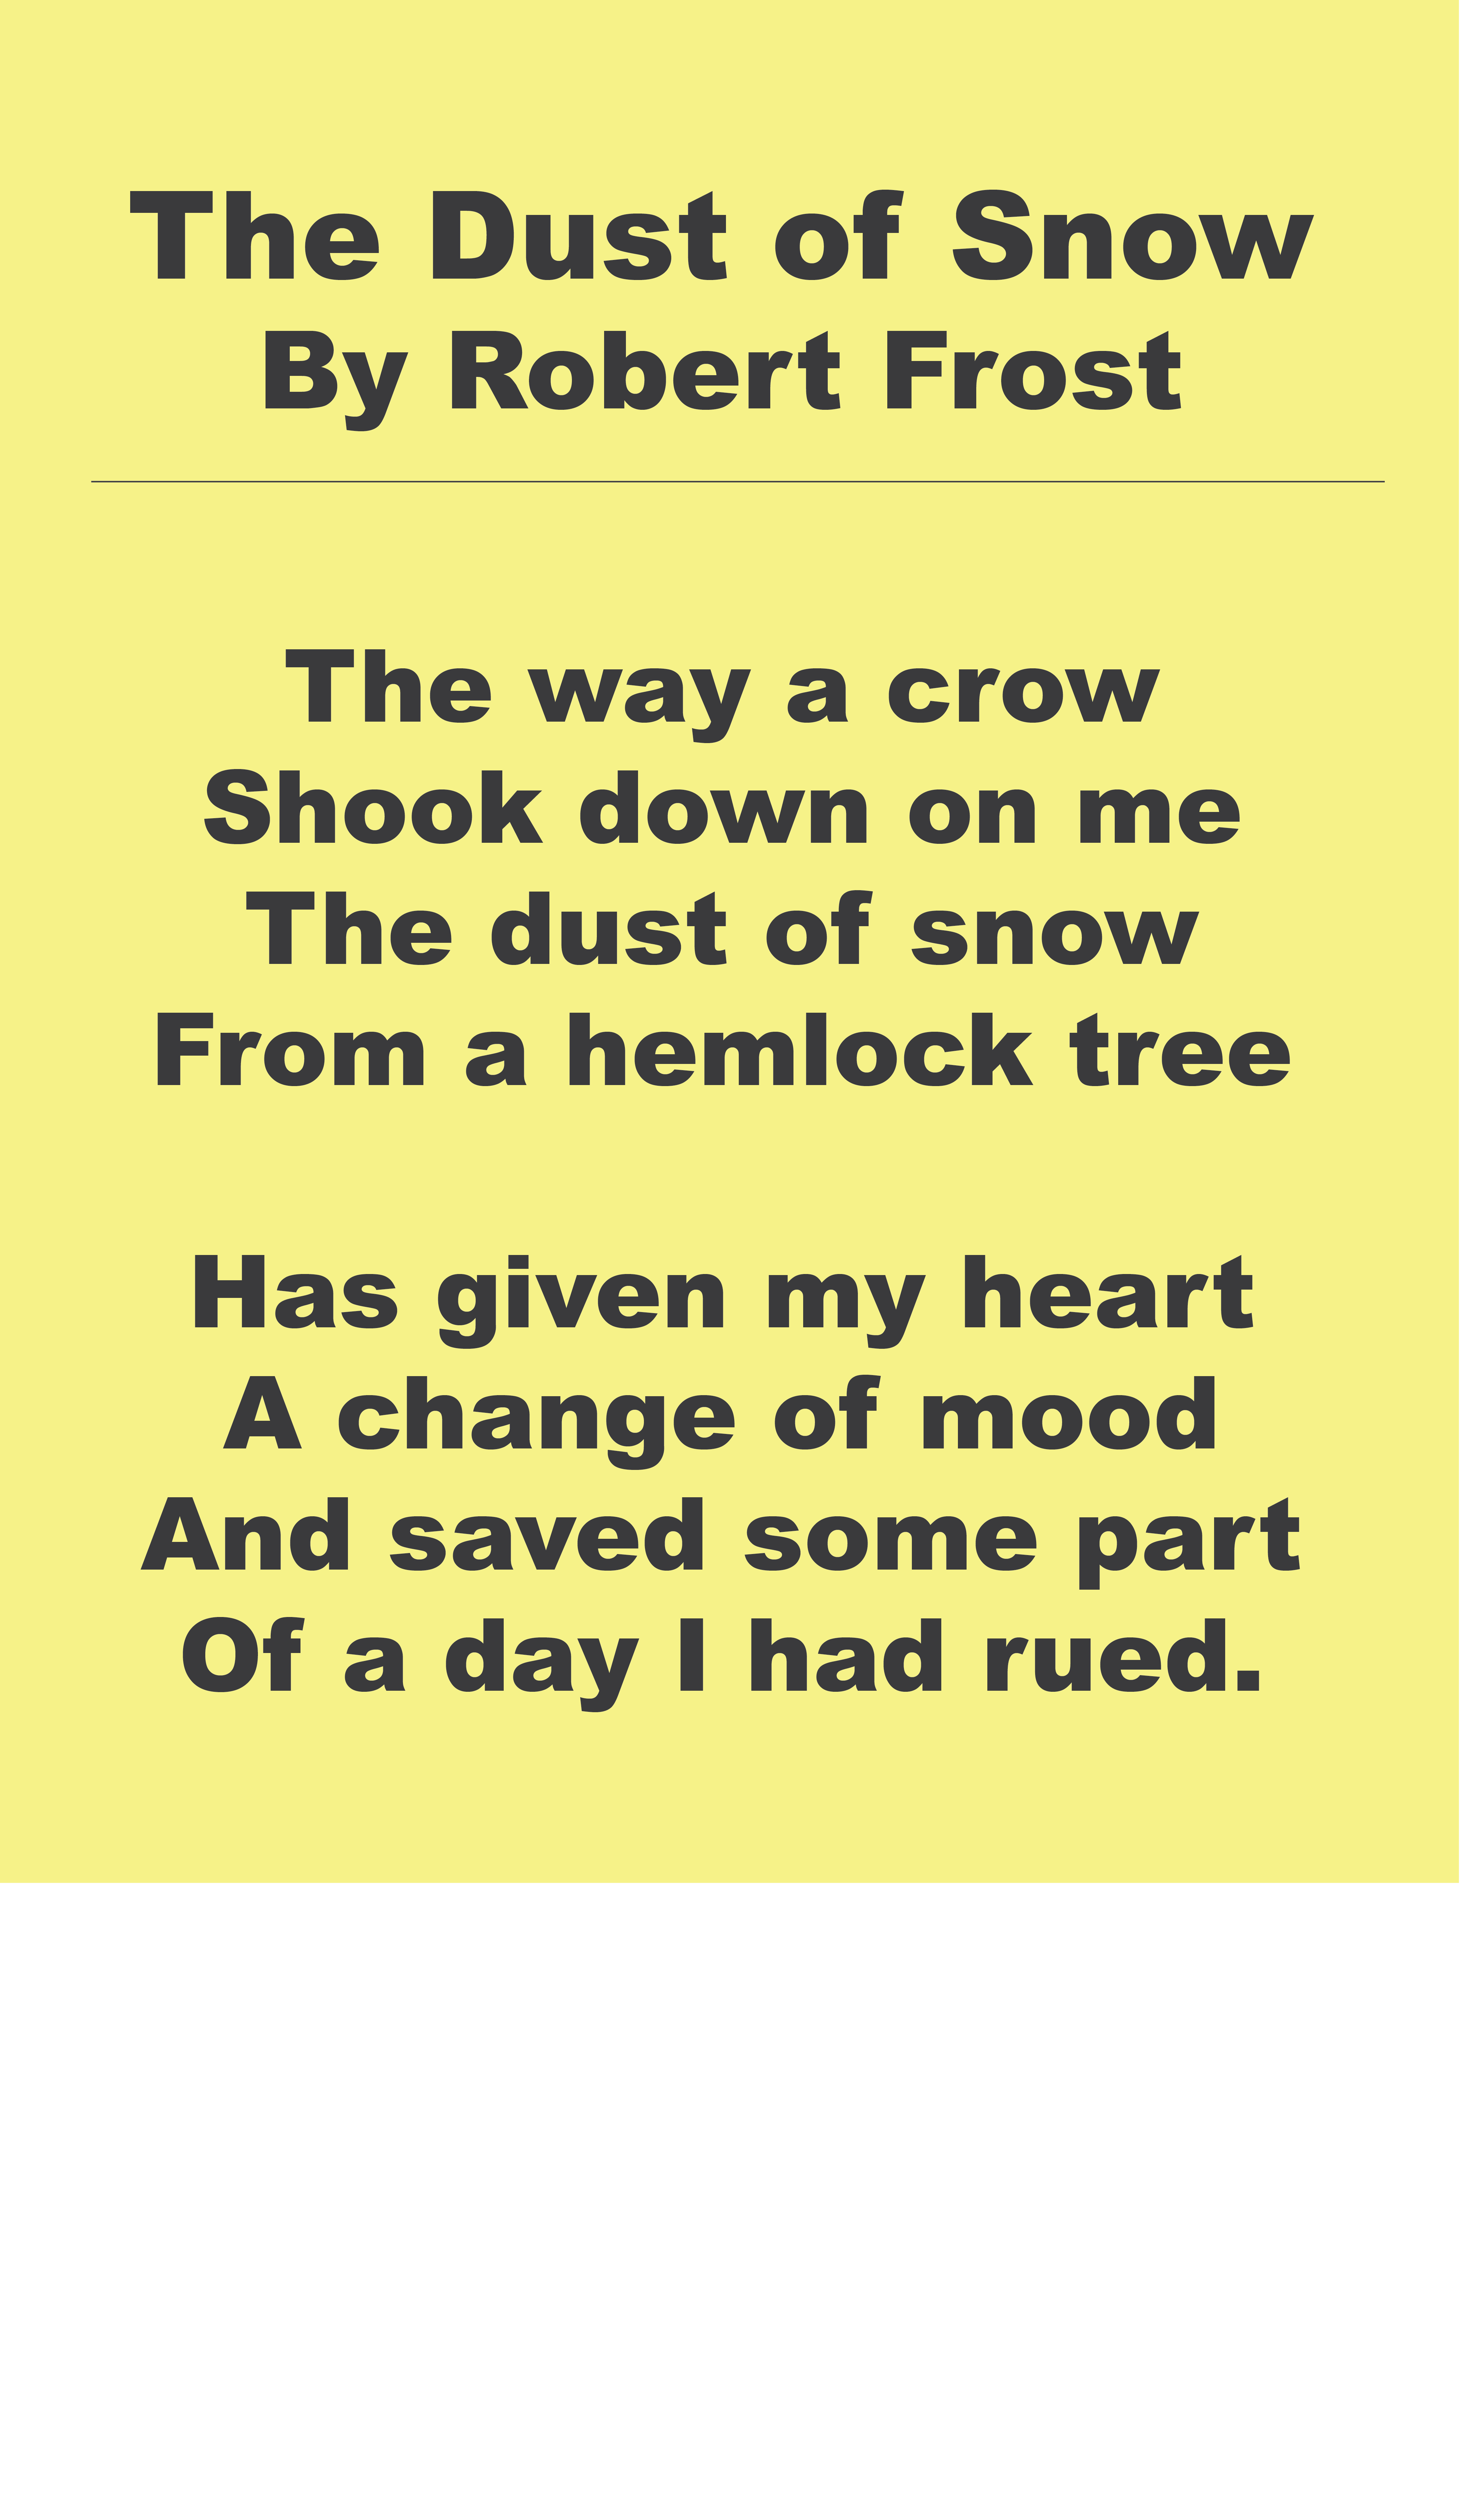 The Dust of Snow
By Robert Frost
The way a crow
Shook down on me
The dust of snow
From a hemlock tree
Has given my heart
A change of mood
And saved some part
Of a day I had rued.